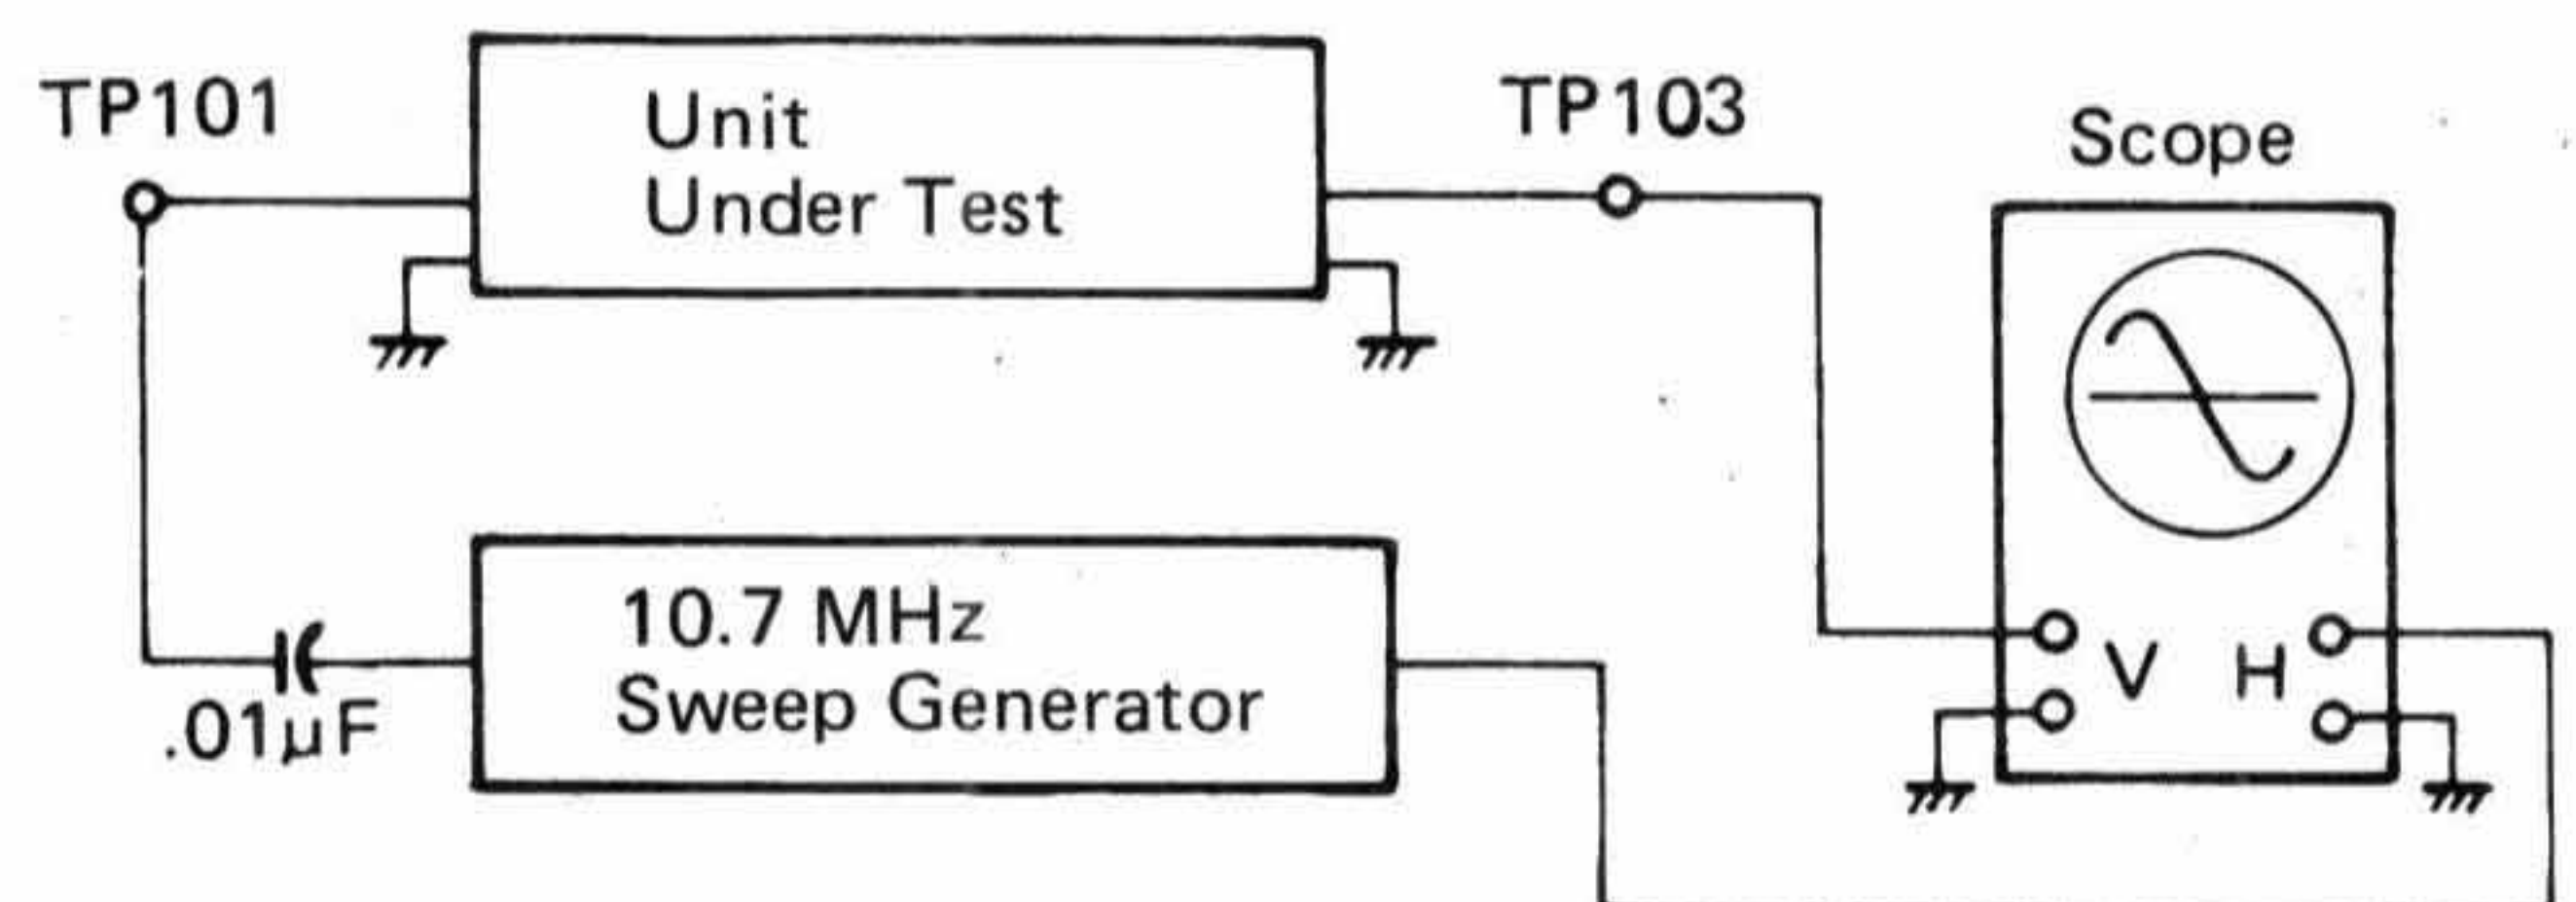 TP101
Unit
Under Test
TP103
Scope
10.7 MHz
Sweep Generator
.01µF
V H